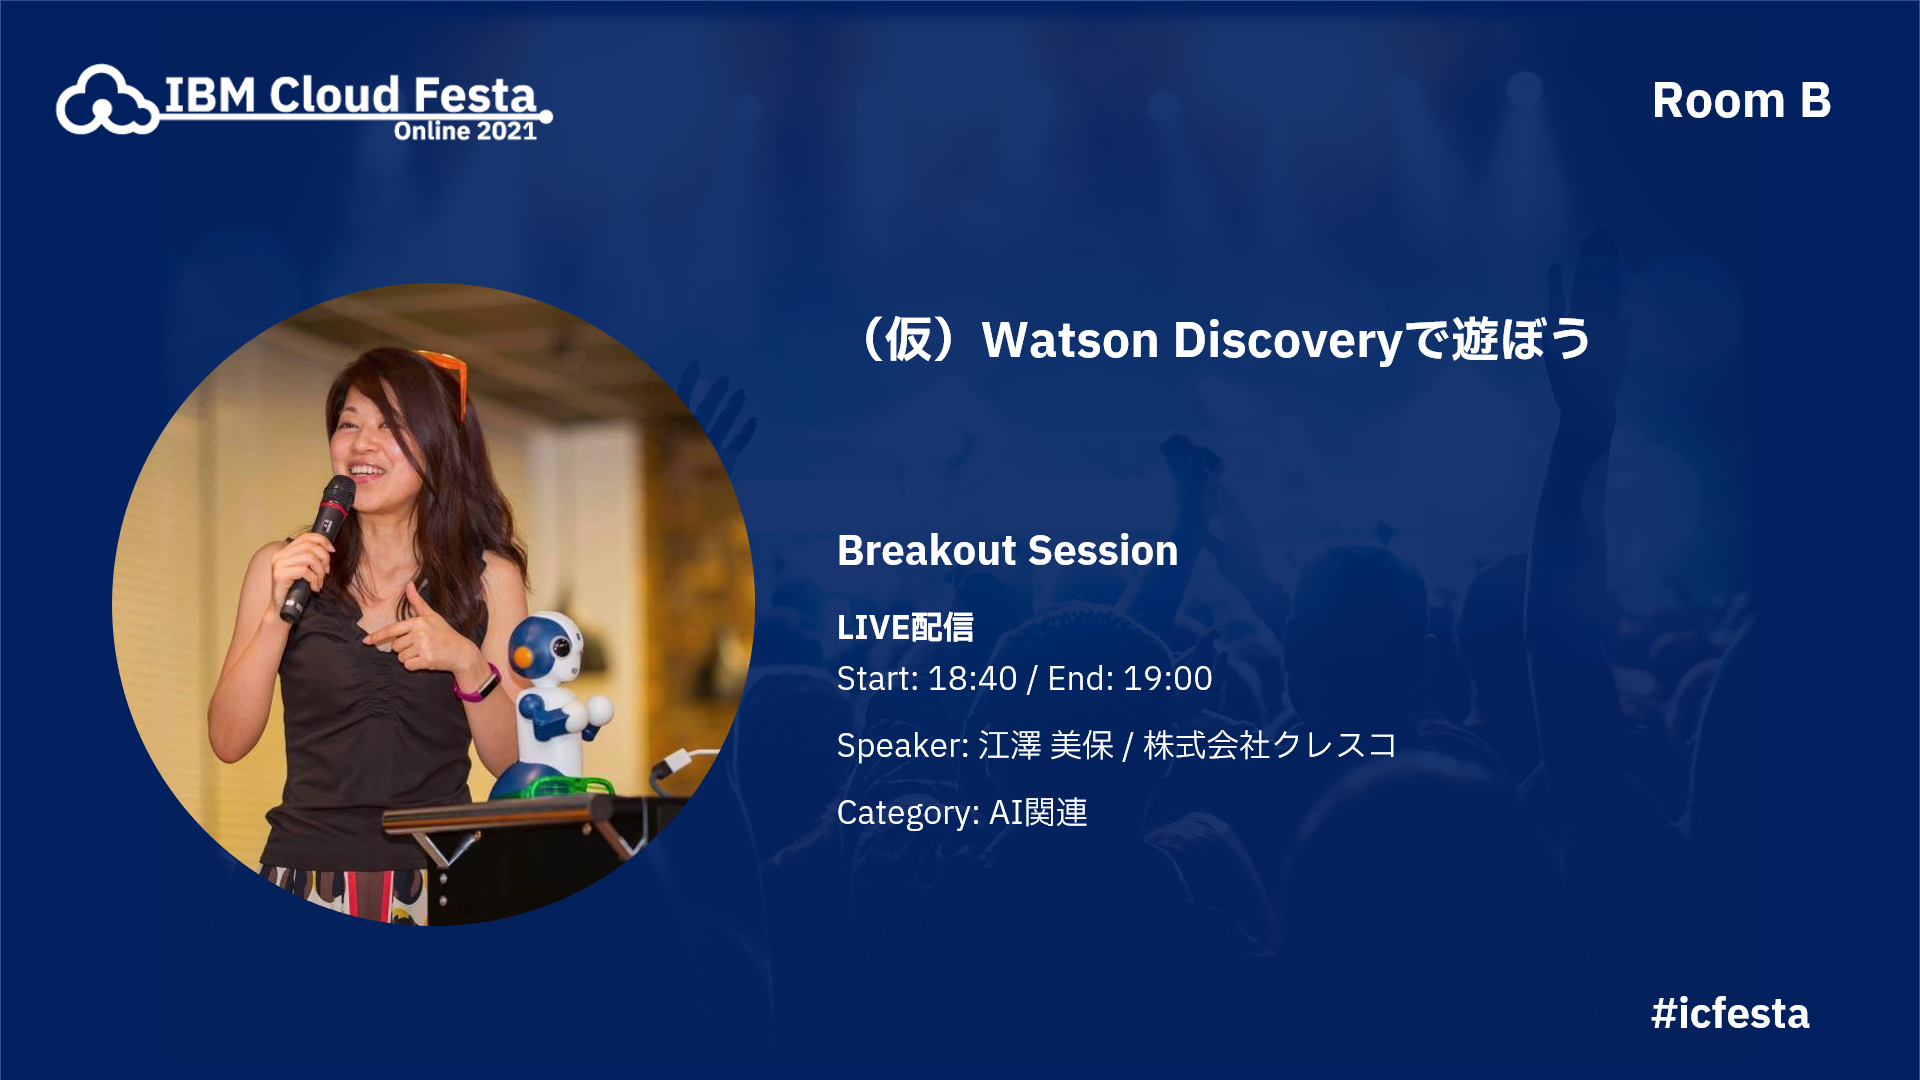 IBM Cloud Festa
Online 2021
Room B
（仮）Watson Discoveryで遊ぼう
Breakout Session
LIVE配信
Start: 18:40 / End: 19:00
Speaker: 江澤 美保 / 株式会社クレスコ
Category: AI関連
#icfesta